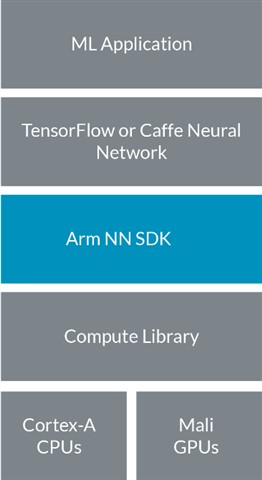 ML Application
TensorFlow or Caffe Neural
Network
Arm NN SDK
Compute Library
Cortex-A
CPUs
Mali
GPUs